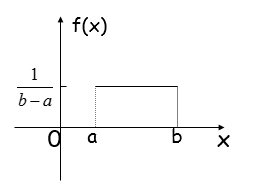 f(x)
1
b – a
0 a b x